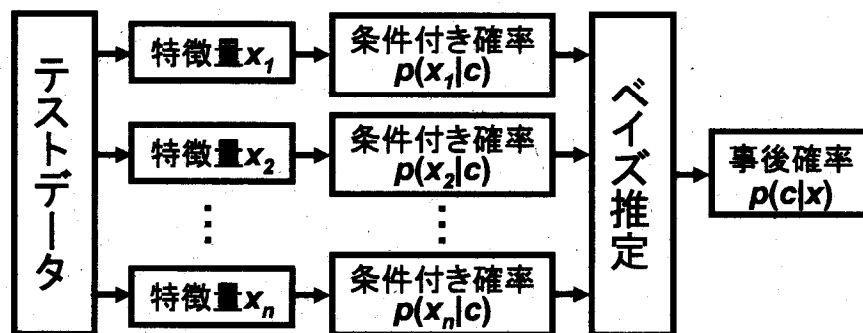 テストデータ
特徴量x₁
条件付き確率
p(x₁|c)
特徴量x₂
条件付き確率
p(x₂|c)
⋮
⋮
特徴量xₙ
条件付き確率
p(xₙ|c)
ベイズ推定
事後確率
p(c|x)